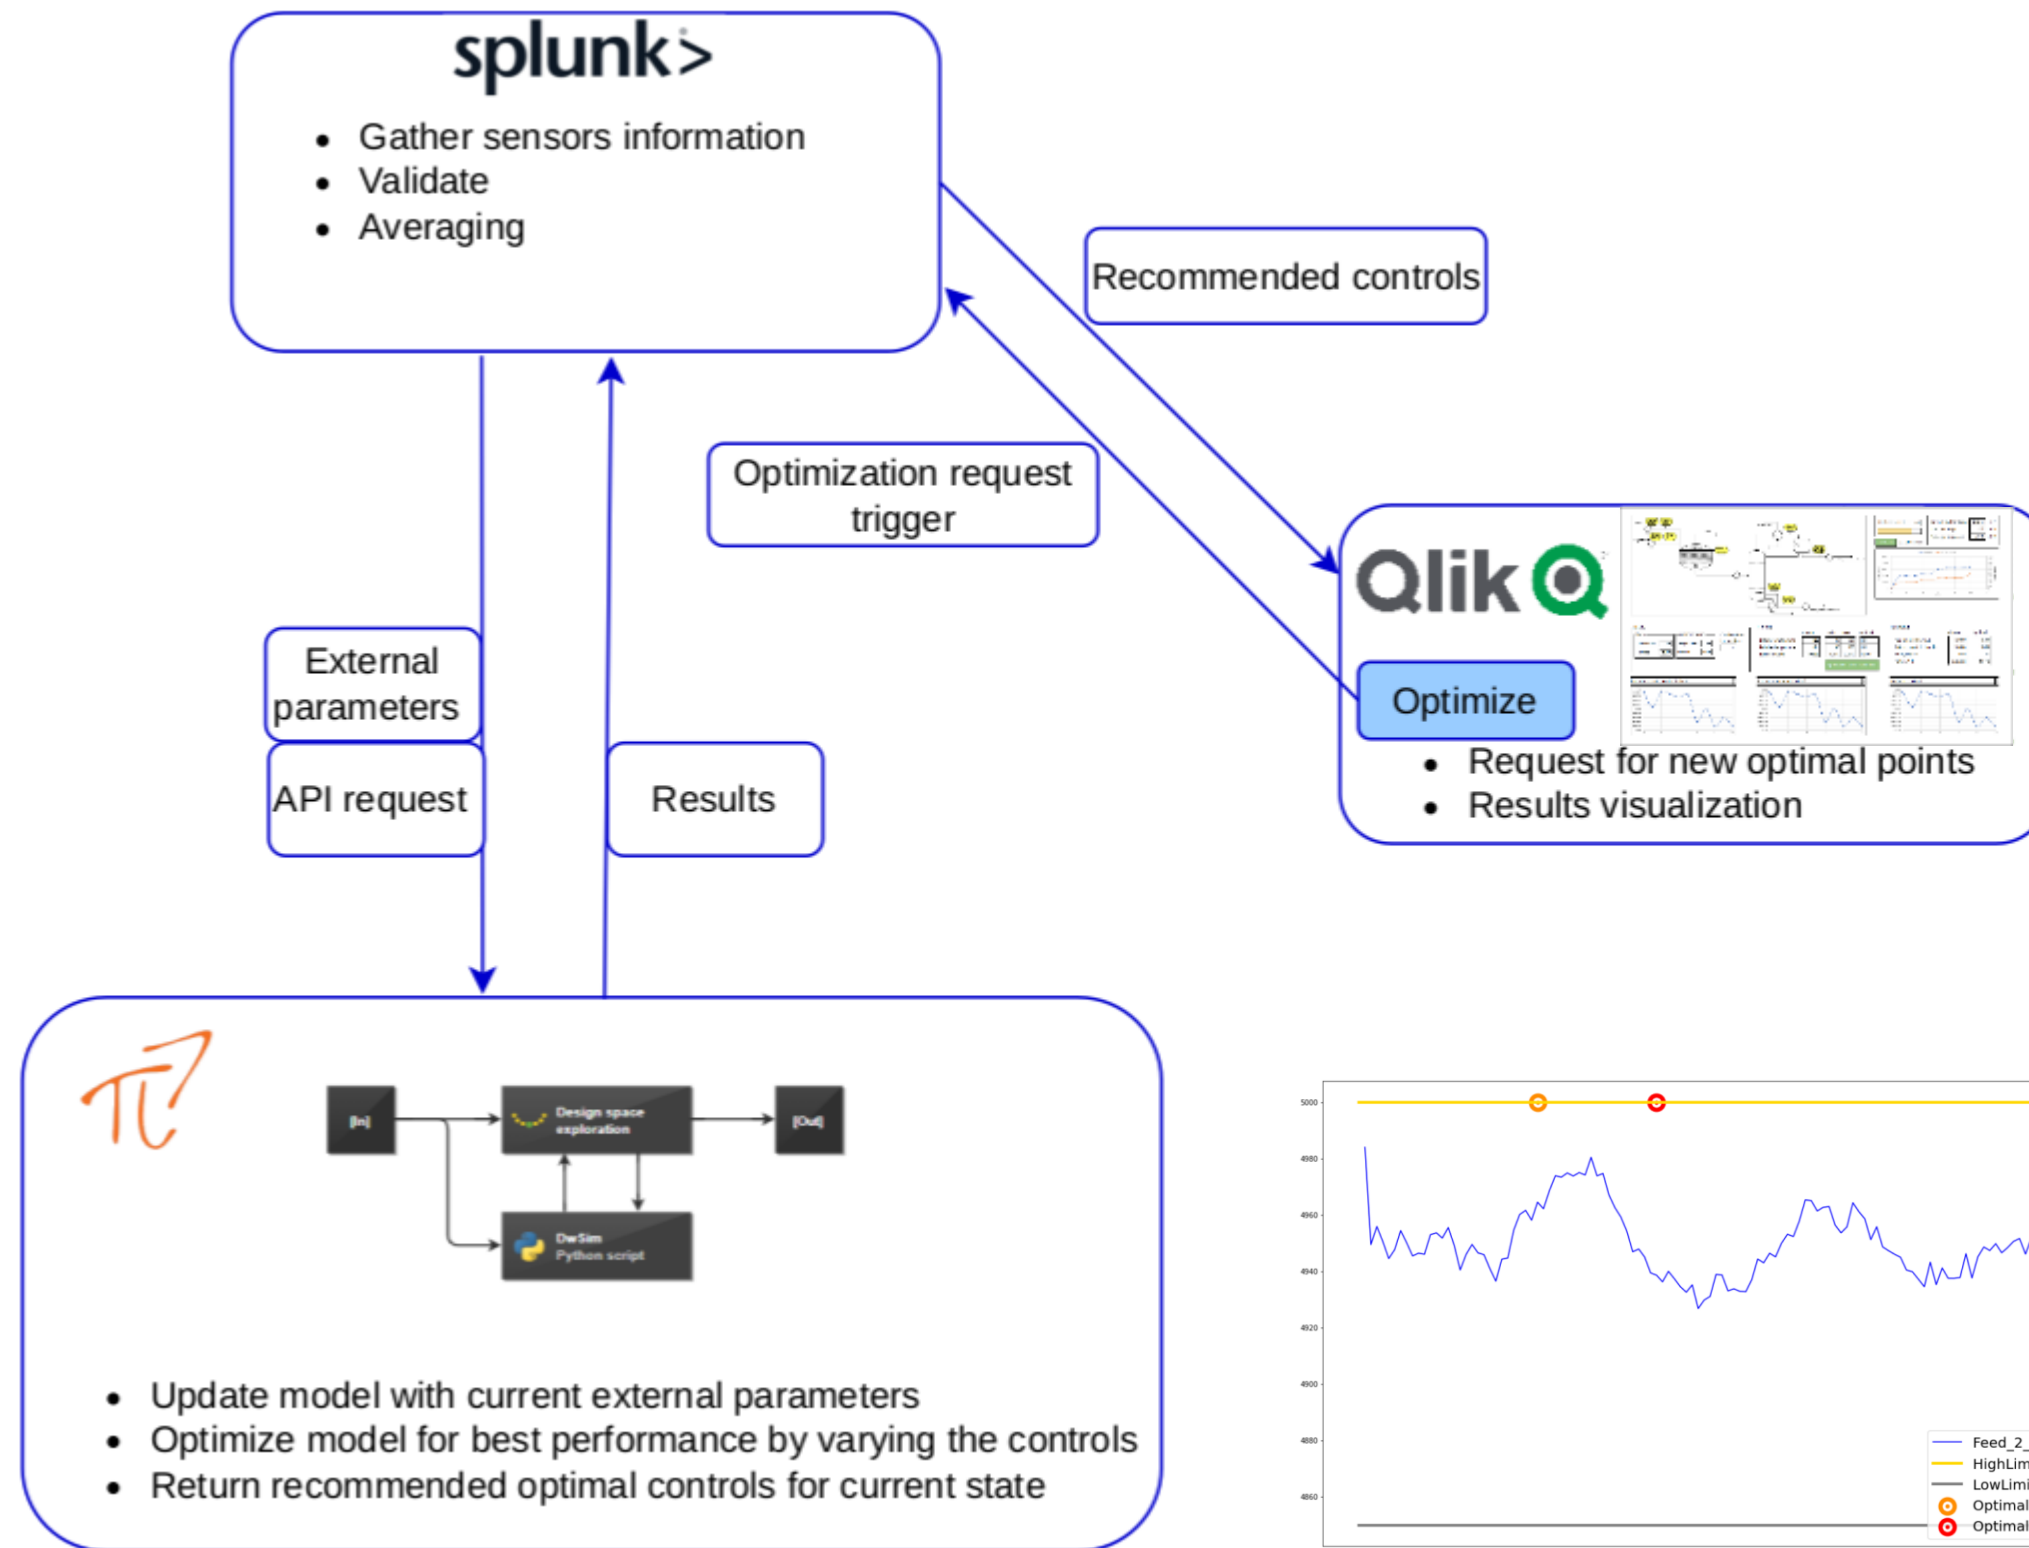 splunk>
Gather sensors information
Validate
Averaging
Recommended controls
Optimization request
trigger
Qlik
Optimize
Request for new optimal points
Results visualization
External
parameters
API request
Results
[In]
Design space
exploration
[Out]
DwSim
Python script
Update model with current external parameters
Optimize model for best performance by varying the controls
Return recommended optimal controls for current state
5000
4980
4960
4940
4920
4900
4880
4860
Feed_2_
HighLim
LowLimi
Optimal
Optimal